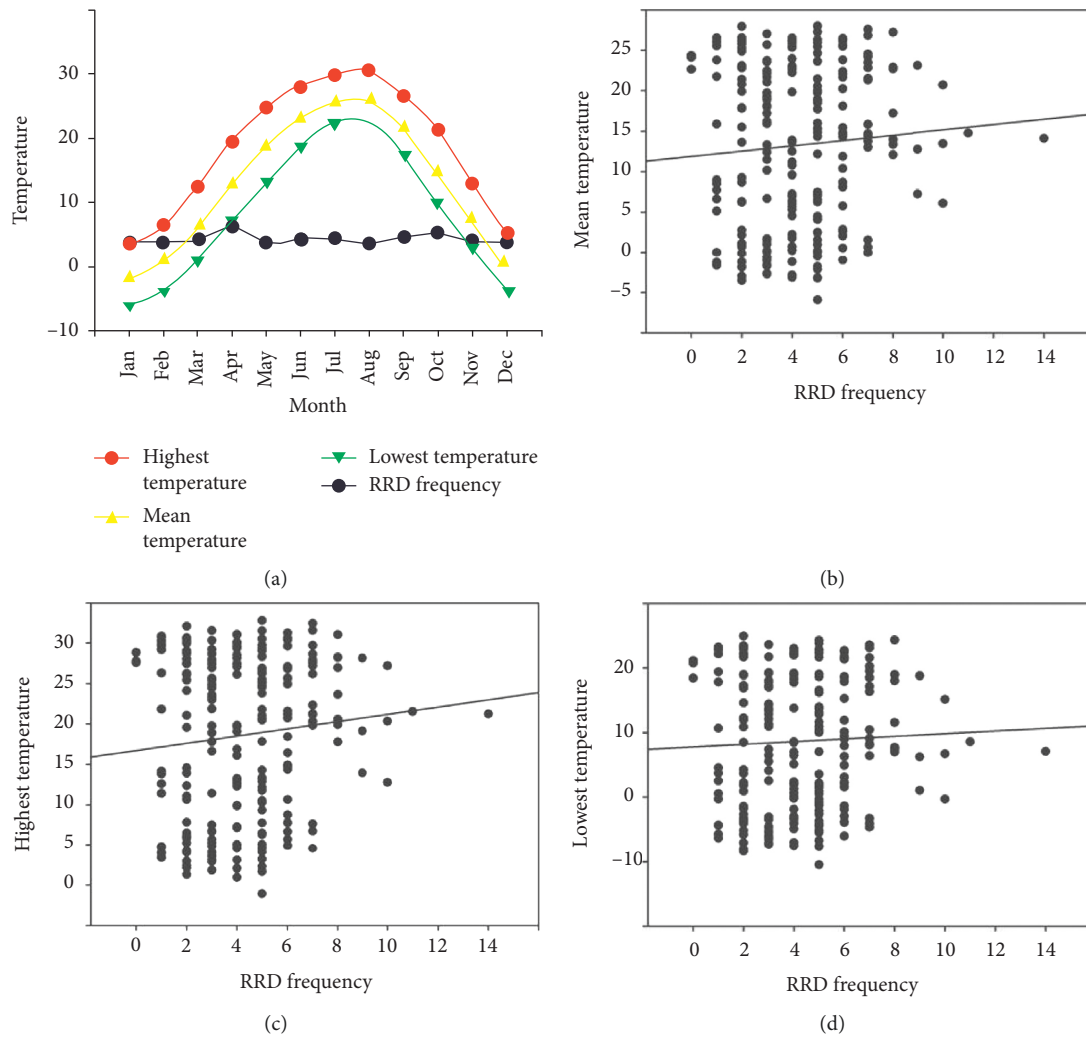 30
20
10
0
–10
Temperature
Jan
Feb
Mar
Apr
May
Jun
Jul
Aug
Sep
Oct
Nov
Dec
Month
Highest
temperature
Mean
temperature
Lowest temperature
RRD frequency
(a)
25
20
15
10
5
0
–5
Mean temperature
0 2 4 6 8 10 12 14
RRD frequency
(b)
30
25
20
15
10
5
0
Highest temperature
0 2 4 6 8 10 12 14
RRD frequency
(c)
20
10
0
–10
Lowest temperature
0 2 4 6 8 10 12 14
RRD frequency
(d)